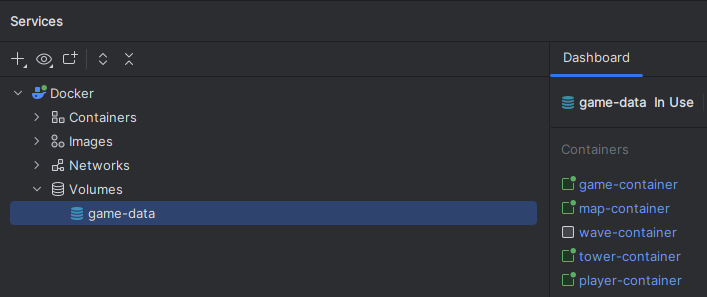 Services
Docker
Containers
Images
Networks
Volumes
game-data
Dashboard
game-data In Use
Containers
game-container
map-container
wave-container
tower-container
player-container